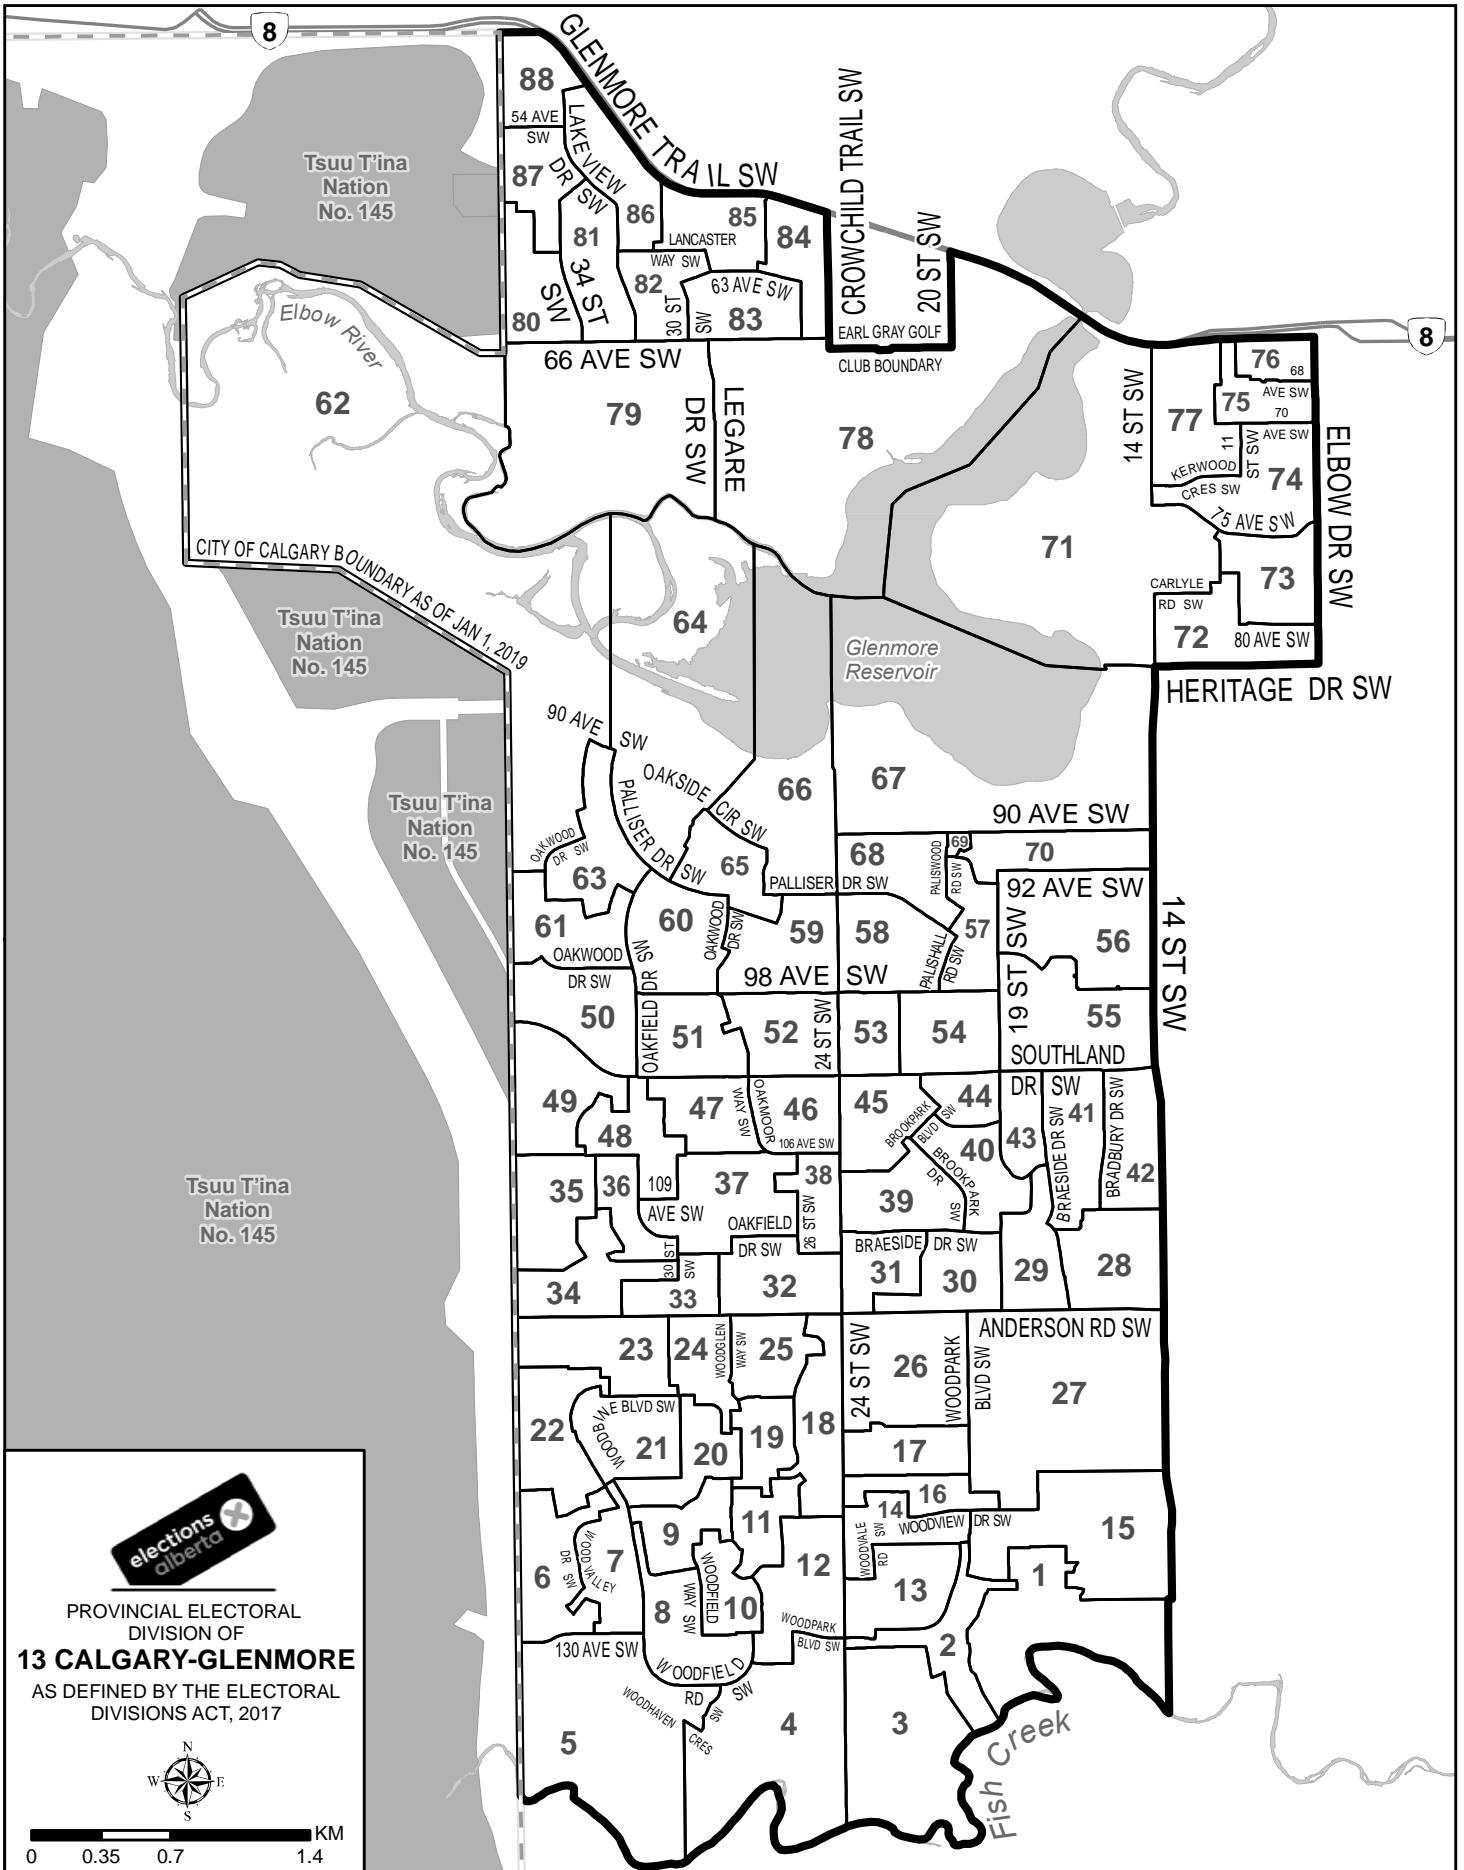 8
GLENMORE TRAIL SW
CROWCHILD TRAIL SW
20 ST SW
88
54 AVE
SW
LAKEVIEW
DR SW
87
86
85
84
LANCASTER
WAY SW
81
34 ST
SW
82
30 ST
SW
63 AVE SW
83
80
EARL GRAY GOLF
CLUB BOUNDARY
66 AVE SW
Tsuu T'ina
Nation
No. 145
Elbow River
62
79
LEGARE
DR SW
78
8
14 ST SW
76
68
AVE SW
75
70
AVE SW
77
11
ST SW
KERWOOD
CRES SW
74
75 AVE SW
ELBOW DR SW
71
73
CARLYLE
RD SW
72
80 AVE SW
HERITAGE DR SW
CITY OF CALGARY BOUNDARY AS OF JAN 1, 2019
Tsuu T'ina
Nation
No. 145
64
Glenmore
Reservoir
90 AVE SW
OAKSIDE
CIR SW
66
67
90 AVE SW
Tsuu T'ina
Nation
No. 145
PALLISER DR SW
OAKWOOD
DR SW
63
65
68
PALISWOOD
RD SW
69
70
PALLISER DR SW
92 AVE SW
61
60
OAKWOOD
DR SW
59
58
57
PALISHALL
RD SW
19 ST SW
56
14 ST SW
OAKWOOD
DR SW
98 AVE SW
50
OAKFIELD DR SW
51
52
24 ST SW
53
54
55
SOUTHLAND
DR SW
49
48
47
OAKMOOR
WAY SW
46
106 AVE SW
45
BROOKPARK
BLVD SW
44
43
BRAESIDE DR SW
41
BRADBURY DR SW
42
40
BROOKPARK
DR SW
35
36
109
AVE SW
37
38
26 ST SW
39
OAKFIELD
DR SW
30 ST
SW
BRAESIDE DR SW
34
33
32
31
30
29
28
Tsuu T'ina
Nation
No. 145
ANDERSON RD SW
23
24
WOODGLEN
WAY SW
25
24 ST SW
26
WOODPARK
BLVD SW
27
22
WOODBINE BLVD SW
21
20
19
18
17
16
14
WOODVIEW DR SW
WOODVALE
RD SW
15
9
11
12
13
1
6
WOOD VALLEY
DR SW
7
8
WOODFIELD
WAY SW
10
WOODPARK
BLVD SW
2
130 AVE SW
WOODFIELD
RD SW
WOODHAVEN
CRES SW
5
4
3
Fish Creek
elections
alberta
PROVINCIAL ELECTORAL
DIVISION OF
13 CALGARY-GLENMORE
AS DEFINED BY THE ELECTORAL
DIVISIONS ACT, 2017
N
W E
S
KM
0 0.35 0.7 1.4